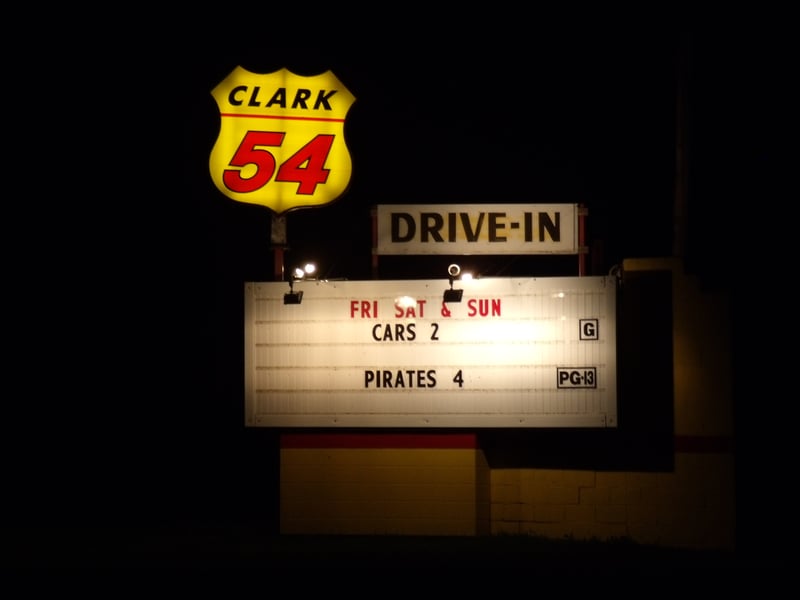 CLARK
54
DRIVE-IN
FRI SAT & SUN
CARS 2 G
PIRATES 4 PG-13